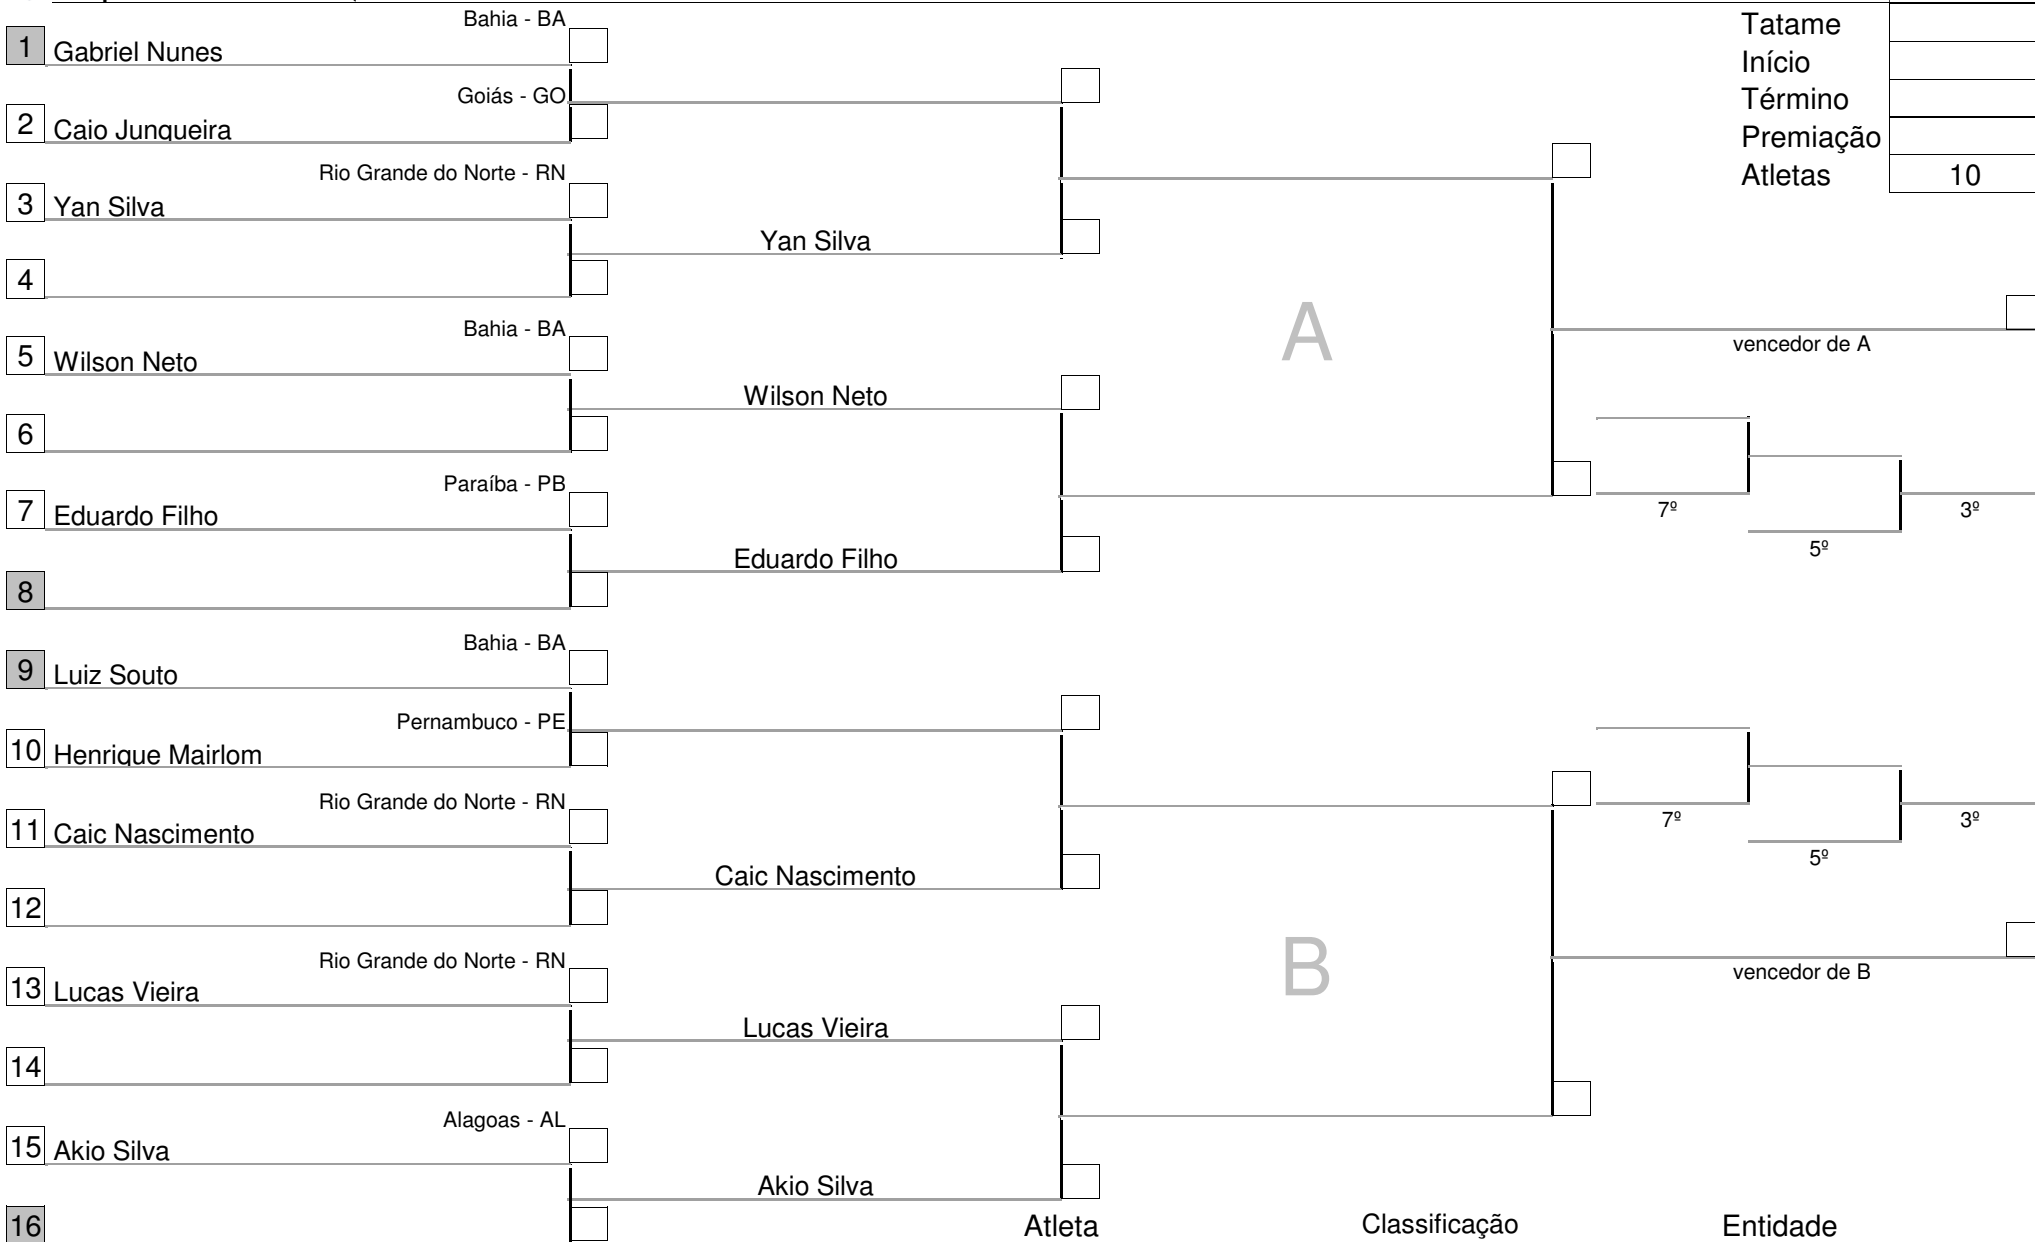 Bahia - BA
1 Gabriel Nunes
Goiás - GO
2 Caio Junqueira
Rio Grande do Norte - RN
3 Yan Silva
Yan Silva
4
Bahia - BA
5 Wilson Neto
Wilson Neto
6
Paraíba - PB
7 Eduardo Filho
Eduardo Filho
8
Bahia - BA
9 Luiz Souto
Pernambuco - PE
10 Henrique Mairlom
Rio Grande do Norte - RN
11 Caic Nascimento
Caic Nascimento
12
Rio Grande do Norte - RN
13 Lucas Vieira
Lucas Vieira
14
Alagoas - AL
15 Akio Silva
Akio Silva
16
A
B
Tatame
Início
Término
Premiação
Atletas 10
vencedor de A
7º
5º
3º
7º
5º
3º
vencedor de B
Atleta Classificação Entidade